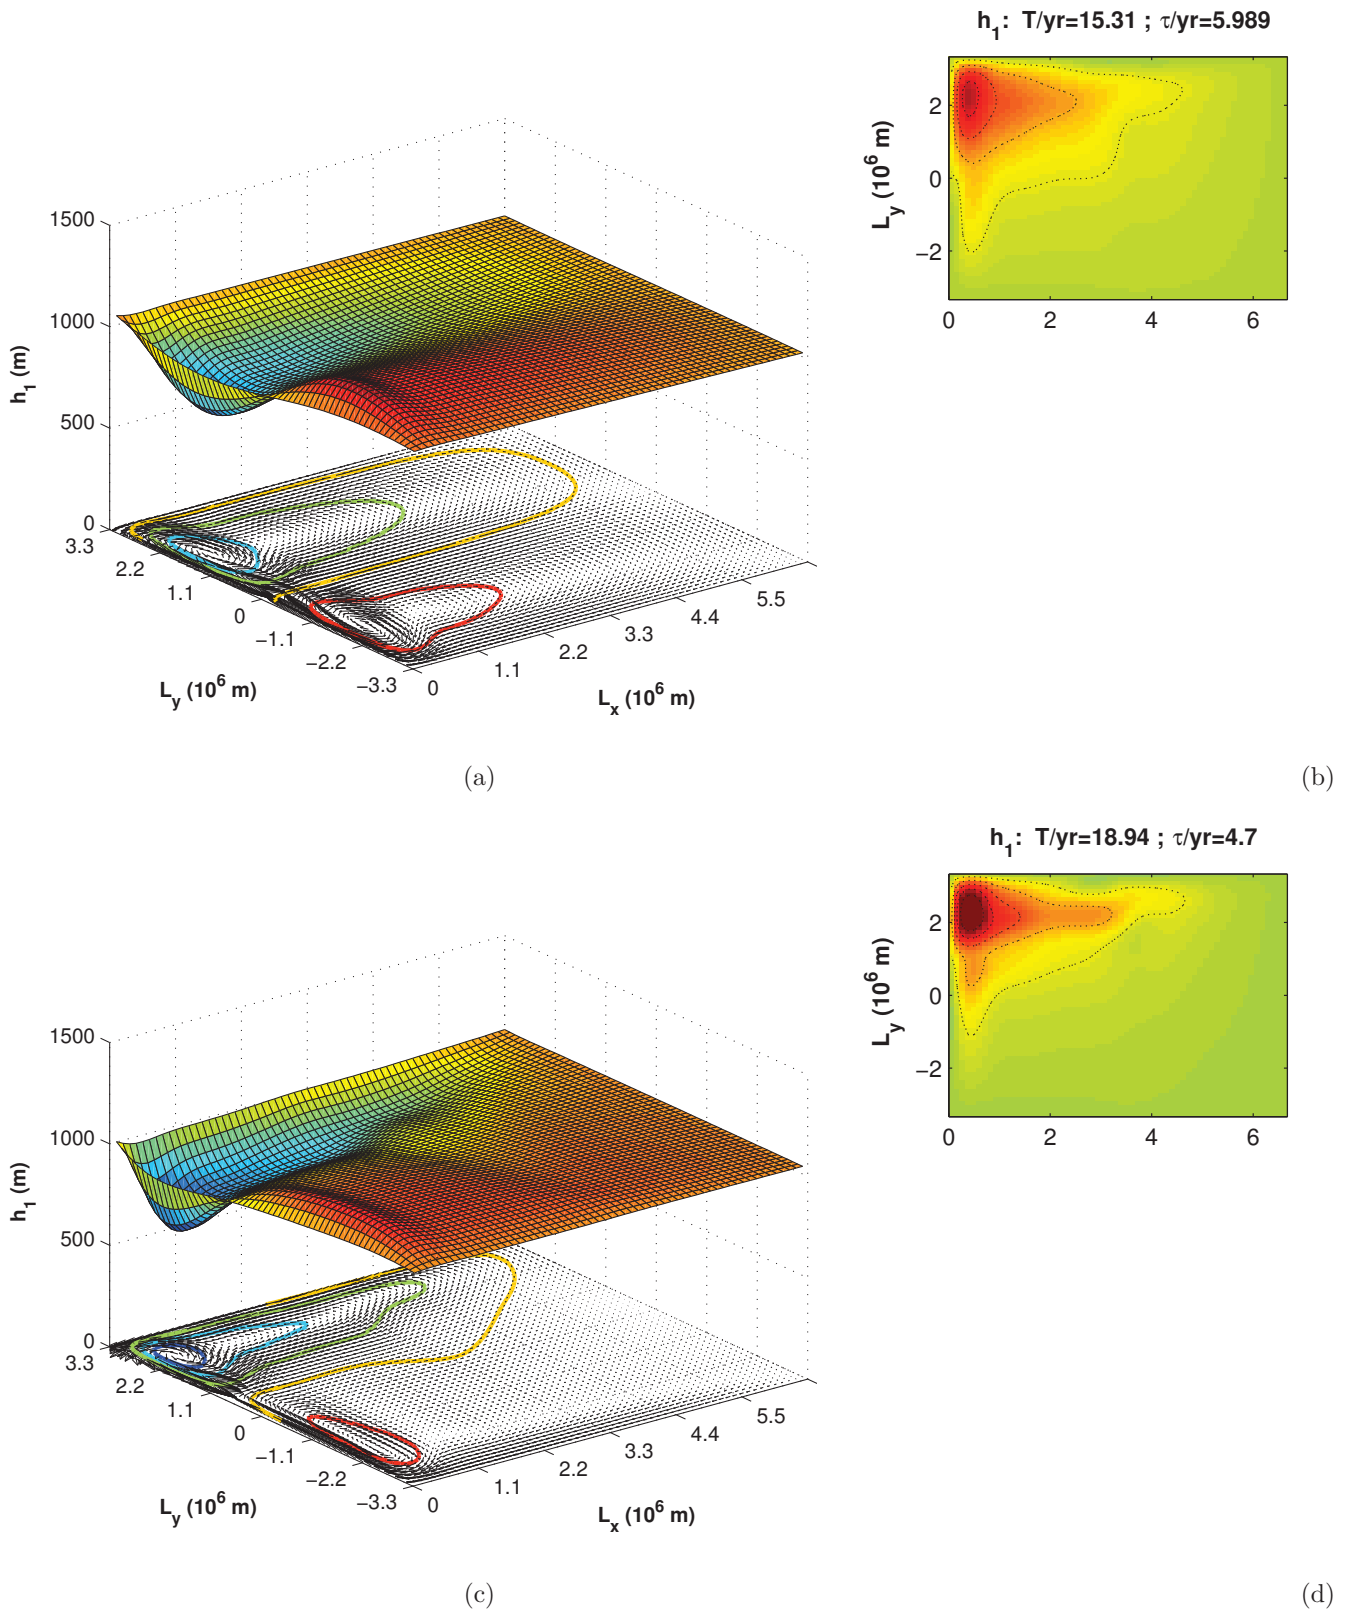 h1: T/yr=15.31 ; τ/yr=5.989
1500
1000
500
0
h1 (m)
3.3
2.2
1.1
0
−1.1
−2.2
−3.3
Ly (10^6 m)
0
1.1
2.2
3.3
4.4
5.5
Lx (10^6 m)
2
0
−2
Ly (10^6 m)
0 2 4 6
(a)
(b)
h1: T/yr=18.94 ; τ/yr=4.7
1500
1000
500
0
h1 (m)
3.3
2.2
1.1
0
−1.1
−2.2
−3.3
Ly (10^6 m)
0
1.1
2.2
3.3
4.4
5.5
Lx (10^6 m)
2
0
−2
Ly (10^6 m)
0 2 4 6
(c)
(d)